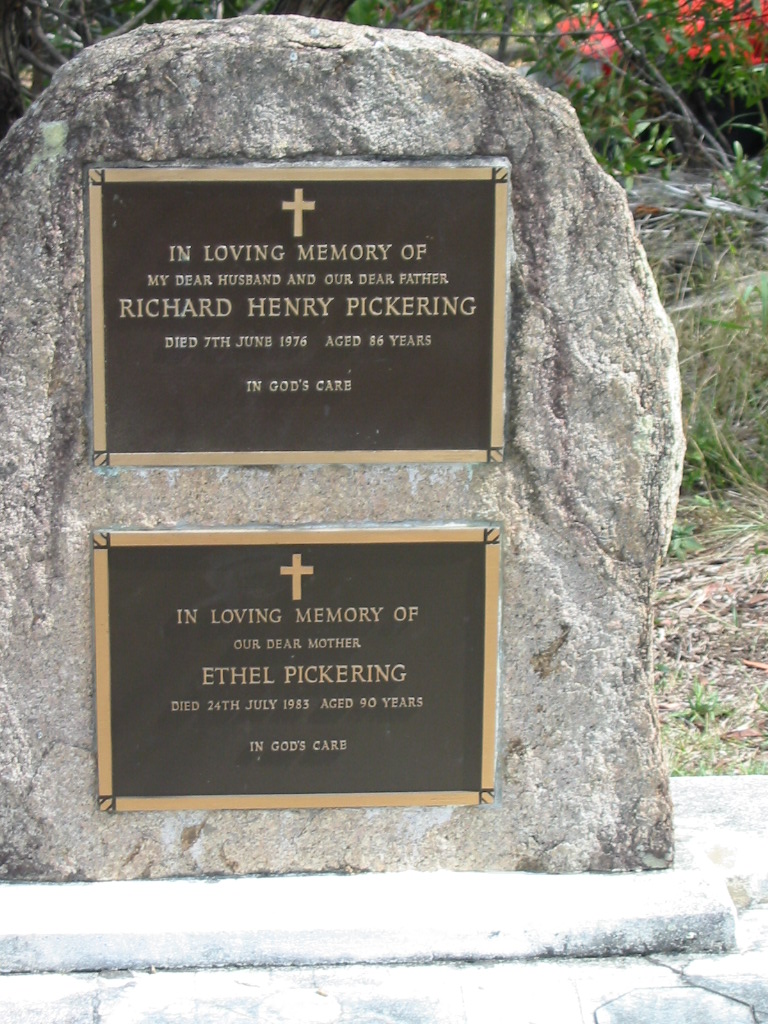 IN LOVING MEMORY OF
MY DEAR HUSBAND AND OUR DEAR FATHER
RICHARD HENRY PICKERING
DIED 7TH JUNE 1976 AGED 86 YEARS
IN GOD'S CARE
IN LOVING MEMORY OF
OUR DEAR MOTHER
ETHEL PICKERING
DIED 24TH JULY 1983 AGED 90 YEARS
IN GOD'S CARE